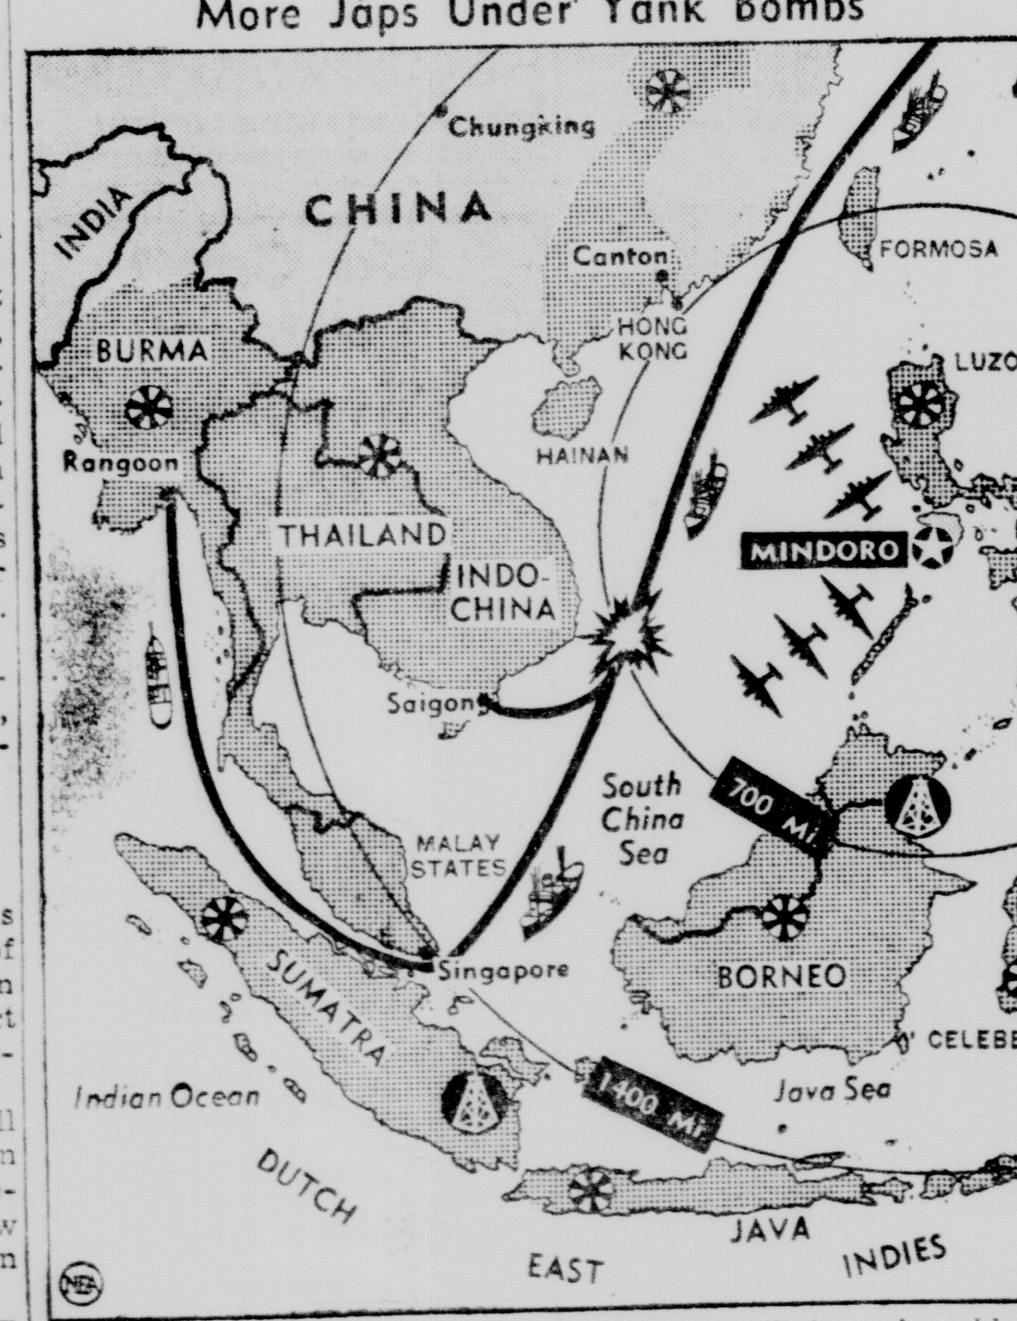 More Japs Under Yank Bombs
Chungking
CHINA
INDIA
Canton
FORMOSA
HONG
KONG
BURMA
LUZO
HAINAN
Rangoon
THAILAND
MINDORO
INDO-
CHINA
Saigon
700 Mi.
South
China
Sea
MALAY
STATES
Singapore
SUMATRA
BORNEO
CELEBE
Indian Ocean
1400 Mi.
Java Sea
DUTCH
JAVA
EAST
INDIES
NEA